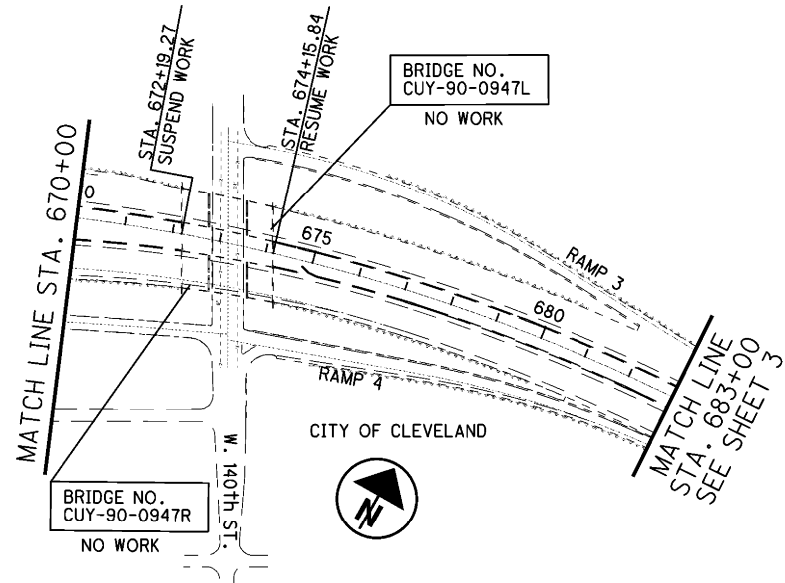 STA. 672+19.27
SUSPEND WORK
STA. 674+15.84
RESUME WORK
BRIDGE NO.
CUY-90-0947L
NO WORK
MATCH LINE STA. 670+00
0
675
RAMP 3
680
RAMP 4
MATCH LINE
STA. 683+00
SEE SHEET 3
CITY OF CLEVELAND
W. 140th ST.
BRIDGE NO.
CUY-90-0947R
NO WORK
N